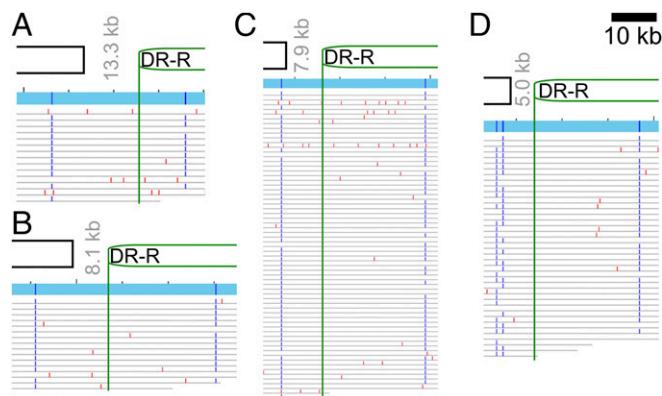 A
13.3 kb
DR-R
B
8.1 kb
DR-R
C
7.9 kb
DR-R
D
5.0 kb
DR-R
10 kb